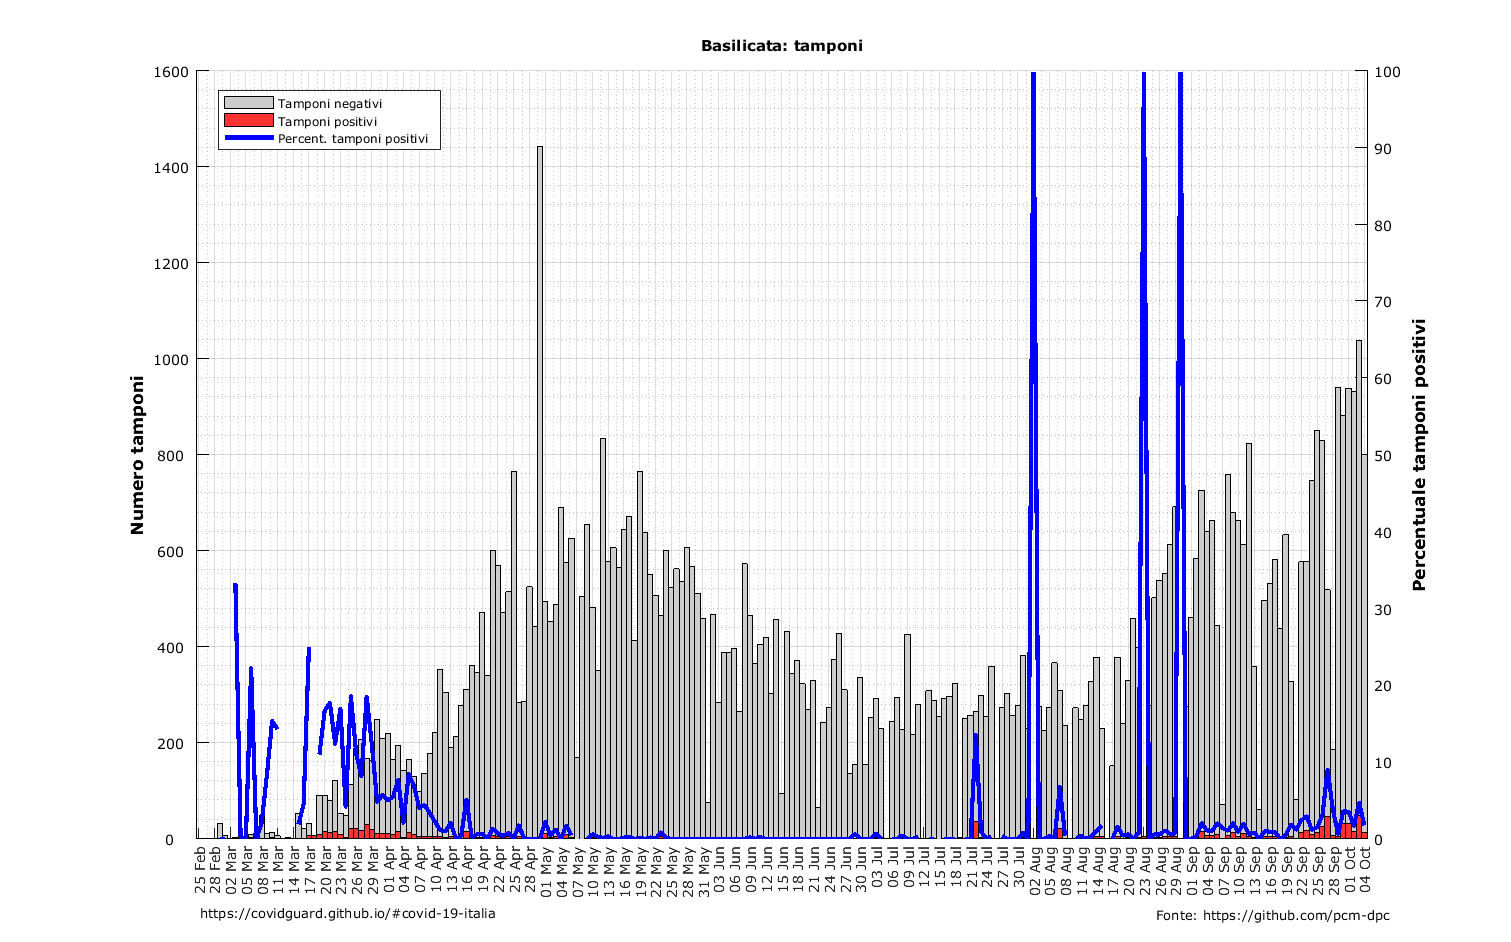 Basilicata: tamponi
1600
1400
1200
1000
800
600
400
200
0
Numero tamponi
Tamponi negativi
Tamponi positivi
Percent. tamponi positivi
100
90
80
70
60
50
40
30
20
10
0
Percentuale tamponi positivi
25 Feb
28 Feb
02 Mar
05 Mar
08 Mar
11 Mar
14 Mar
17 Mar
20 Mar
23 Mar
26 Mar
29 Mar
01 Apr
04 Apr
07 Apr
10 Apr
13 Apr
16 Apr
19 Apr
22 Apr
25 Apr
28 Apr
01 May
04 May
07 May
10 May
13 May
16 May
19 May
22 May
25 May
28 May
31 May
03 Jun
06 Jun
09 Jun
12 Jun
15 Jun
18 Jun
21 Jun
24 Jun
27 Jun
30 Jun
03 Jul
06 Jul
09 Jul
12 Jul
15 Jul
18 Jul
21 Jul
24 Jul
27 Jul
30 Jul
02 Aug
05 Aug
08 Aug
11 Aug
14 Aug
17 Aug
20 Aug
23 Aug
26 Aug
29 Aug
01 Sep
04 Sep
07 Sep
10 Sep
13 Sep
16 Sep
19 Sep
22 Sep
25 Sep
28 Sep
01 Oct
04 Oct
https://covidguard.github.io/#covid-19-italia
Fonte: https://github.com/pcm-dpc